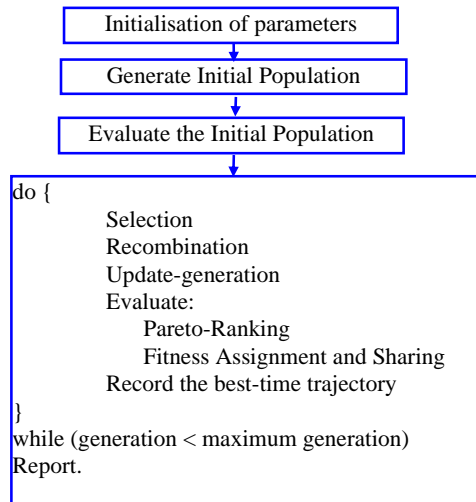 Initialisation of parameters
Generate Initial Population
Evaluate the Initial Population
do {
Selection
Recombination
Update-generation
Evaluate:
Pareto-Ranking
Fitness Assignment and Sharing
Record the best-time trajectory
}
while (generation < maximum generation)
Report.